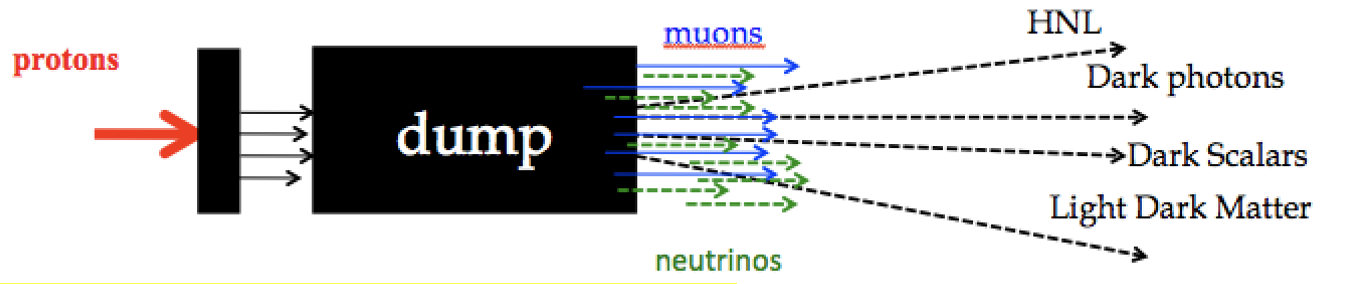 HNL
muons
protons
Dark photons
dump
Dark Scalars
Light Dark Matter
neutrinos